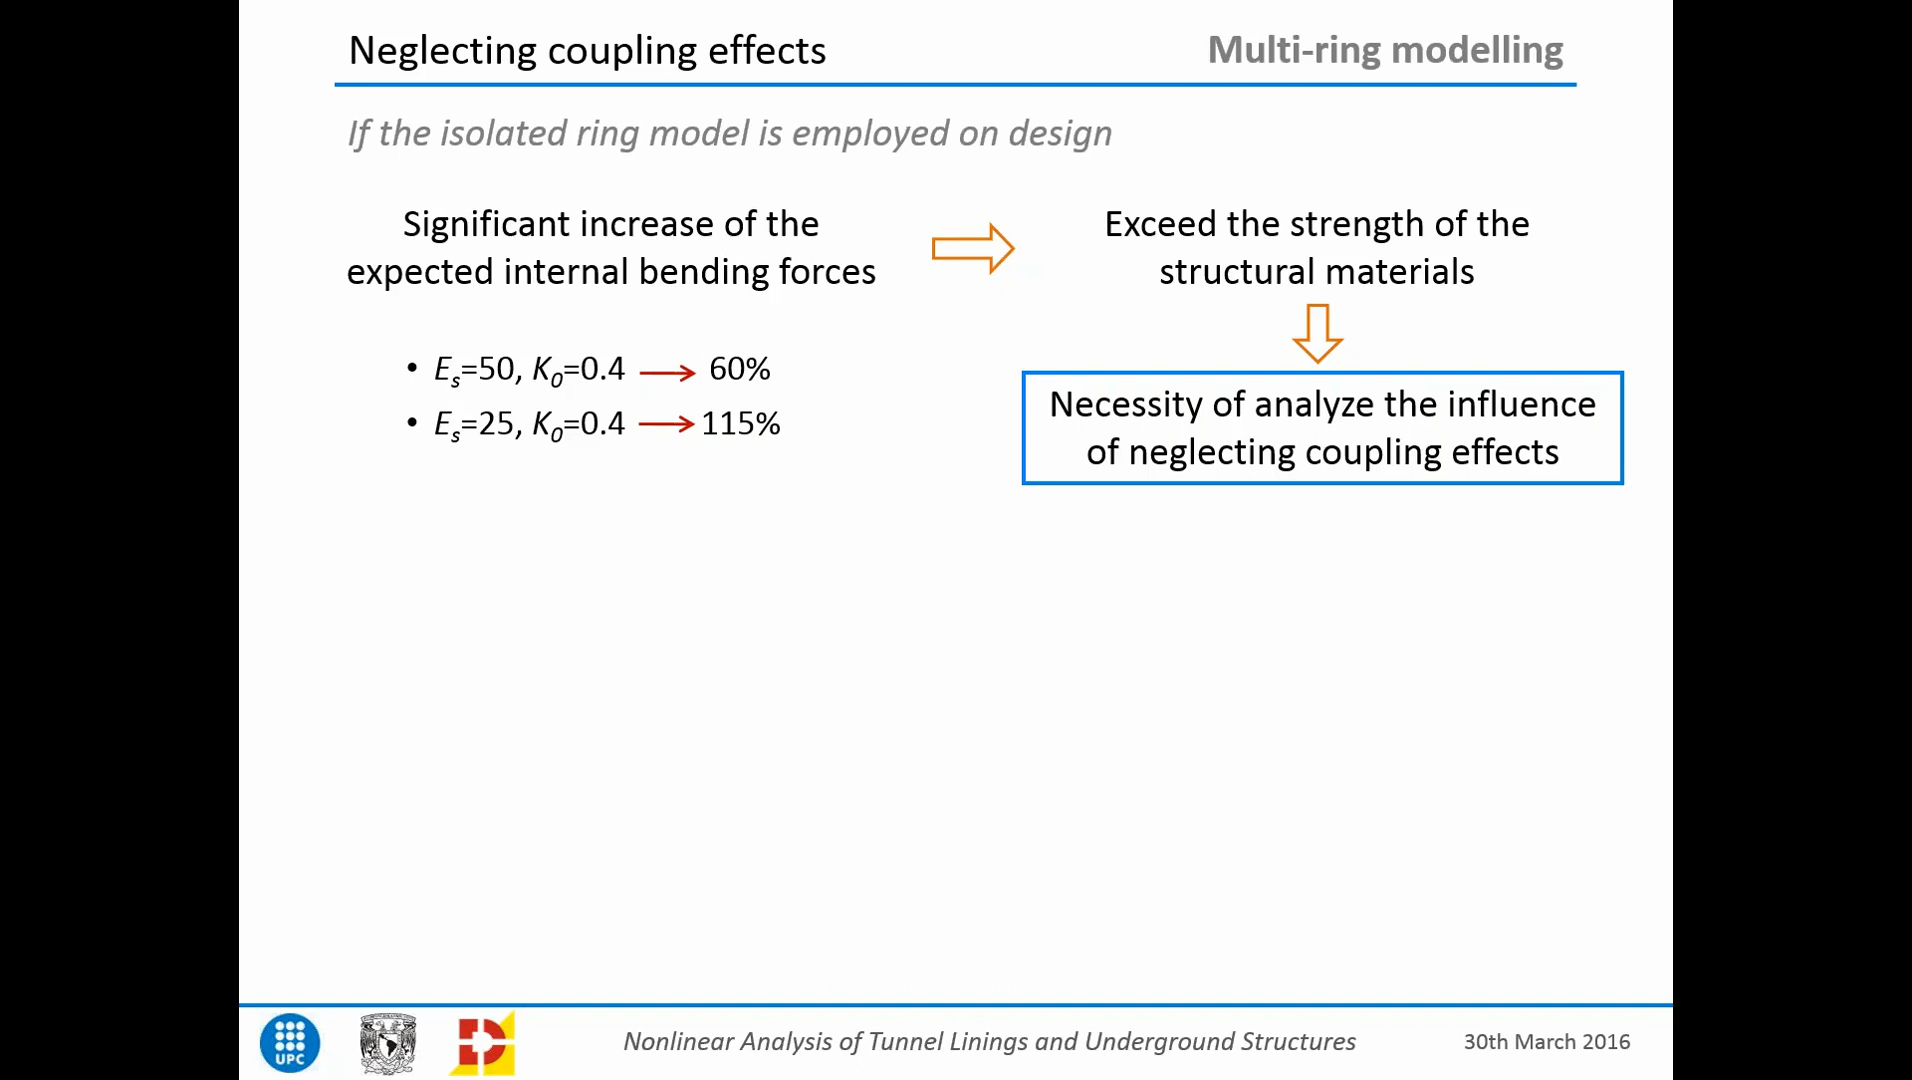 Neglecting coupling effects
Multi-ring modelling
If the isolated ring model is employed on design
Significant increase of the
expected internal bending forces
Exceed the strength of the
structural materials
• Es=50, K0=0.4 → 60%
• Es=25, K0=0.4 → 115%
Necessity of analyze the influence
of neglecting coupling effects
UPC
Nonlinear Analysis of Tunnel Linings and Underground Structures
30th March 2016